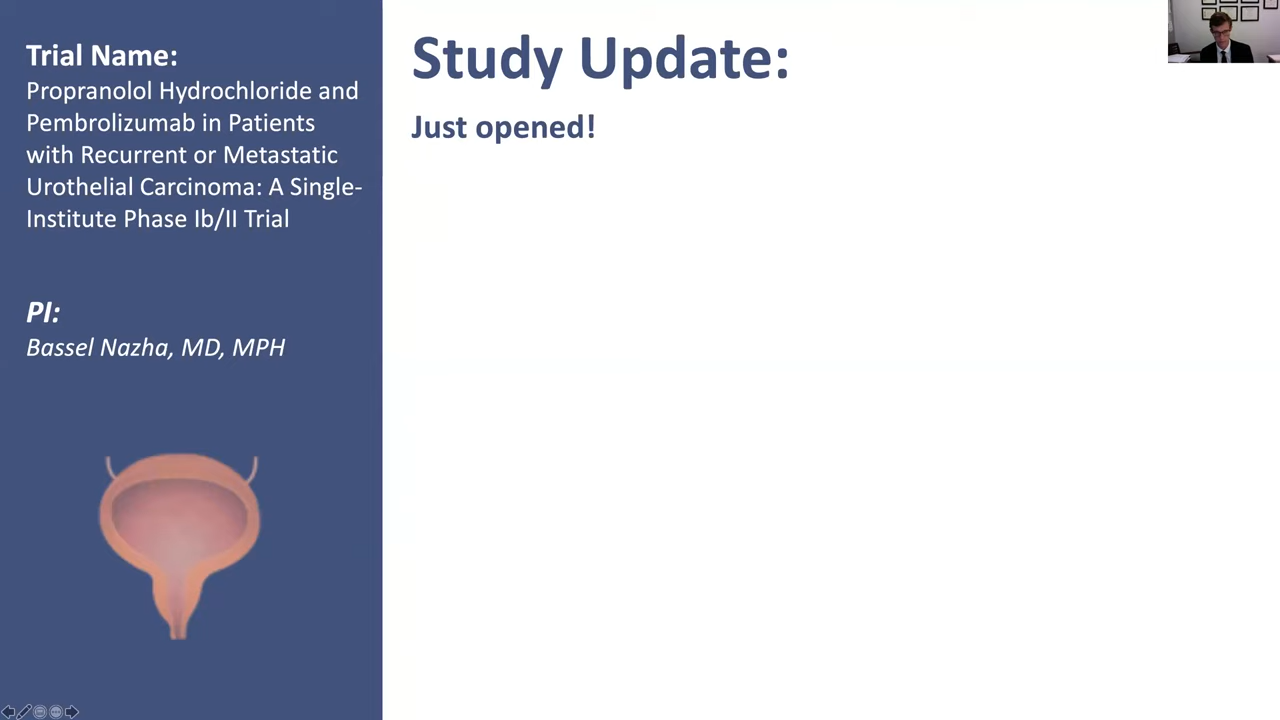 Trial Name:
Propranolol Hydrochloride and
Pembrolizumab in Patients
with Recurrent or Metastatic
Urothelial Carcinoma: A Single-
Institute Phase Ib/II Trial
PI:
Bassel Nazha, MD, MPH
Study Update:
Just opened!